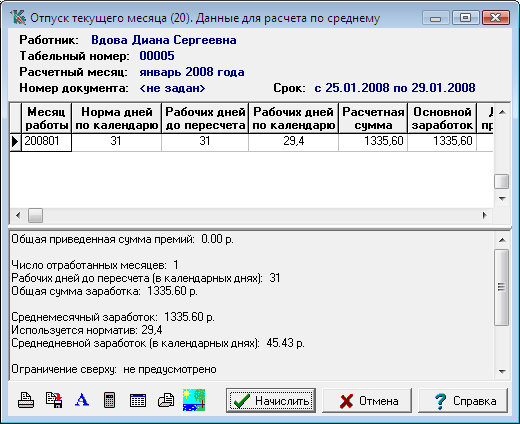 Отпуск текущего месяца (20). Данные для расчета по среднему
Работник: Вдова Диана Сергеевна
Табельный номер: 00005
Расчетный месяц: январь 2008 года
Номер документа: <не задан> Срок: с 25.01.2008 по 29.01.2008
Месяц работы Норма дней по календарю Рабочих дней до пересчета Рабочих дней по календарю Расчетная сумма Основной заработок
200801 31 31 29,4 1335,60 1335,60
Общая приведенная сумма премий: 0.00 р.
Число отработанных месяцев: 1
Рабочих дней до пересчета (в календарных днях): 31
Общая сумма заработка: 1335.60 р.
Среднемесячный заработок: 1335.60 р.
Используется норматив: 29,4
Среднедневной заработок (в календарных днях): 45.43 р.
Ограничение сверху: не предусмотрено
Начислить Отмена Справка